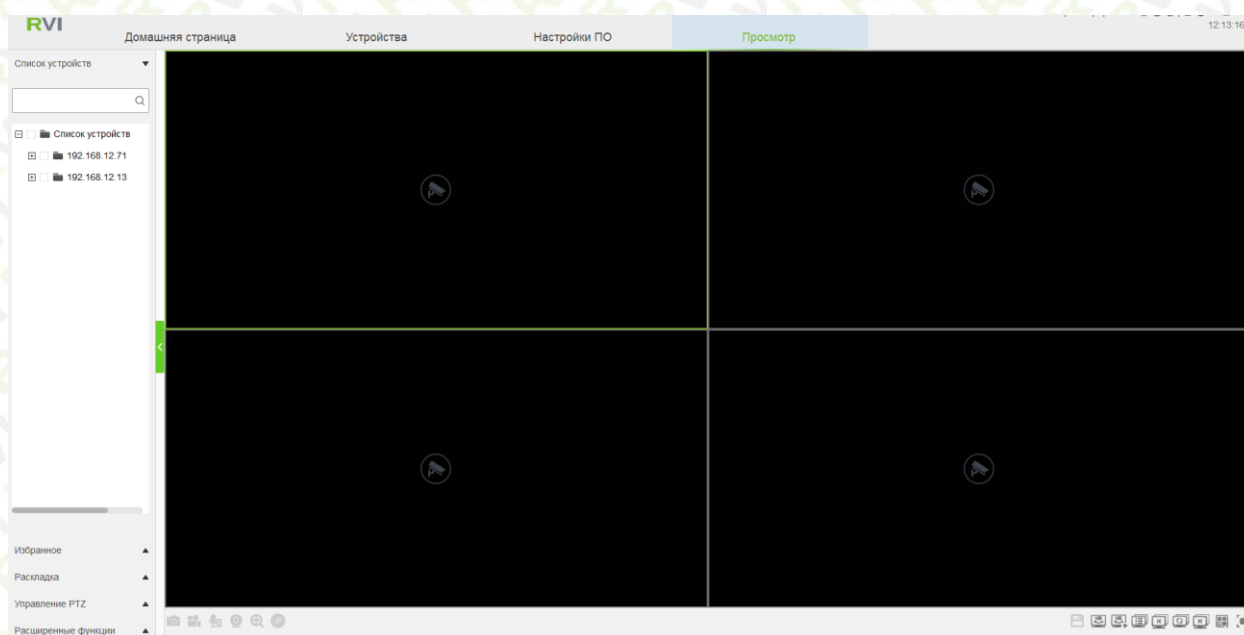 RVI
12:13:16
Домашняя страница Устройства Настройки ПО Просмотр
Список устройств
Список устройств
192.168.12.71
192.168.12.13
Избранное
Раскладка
Управление PTZ
Расширенные функции